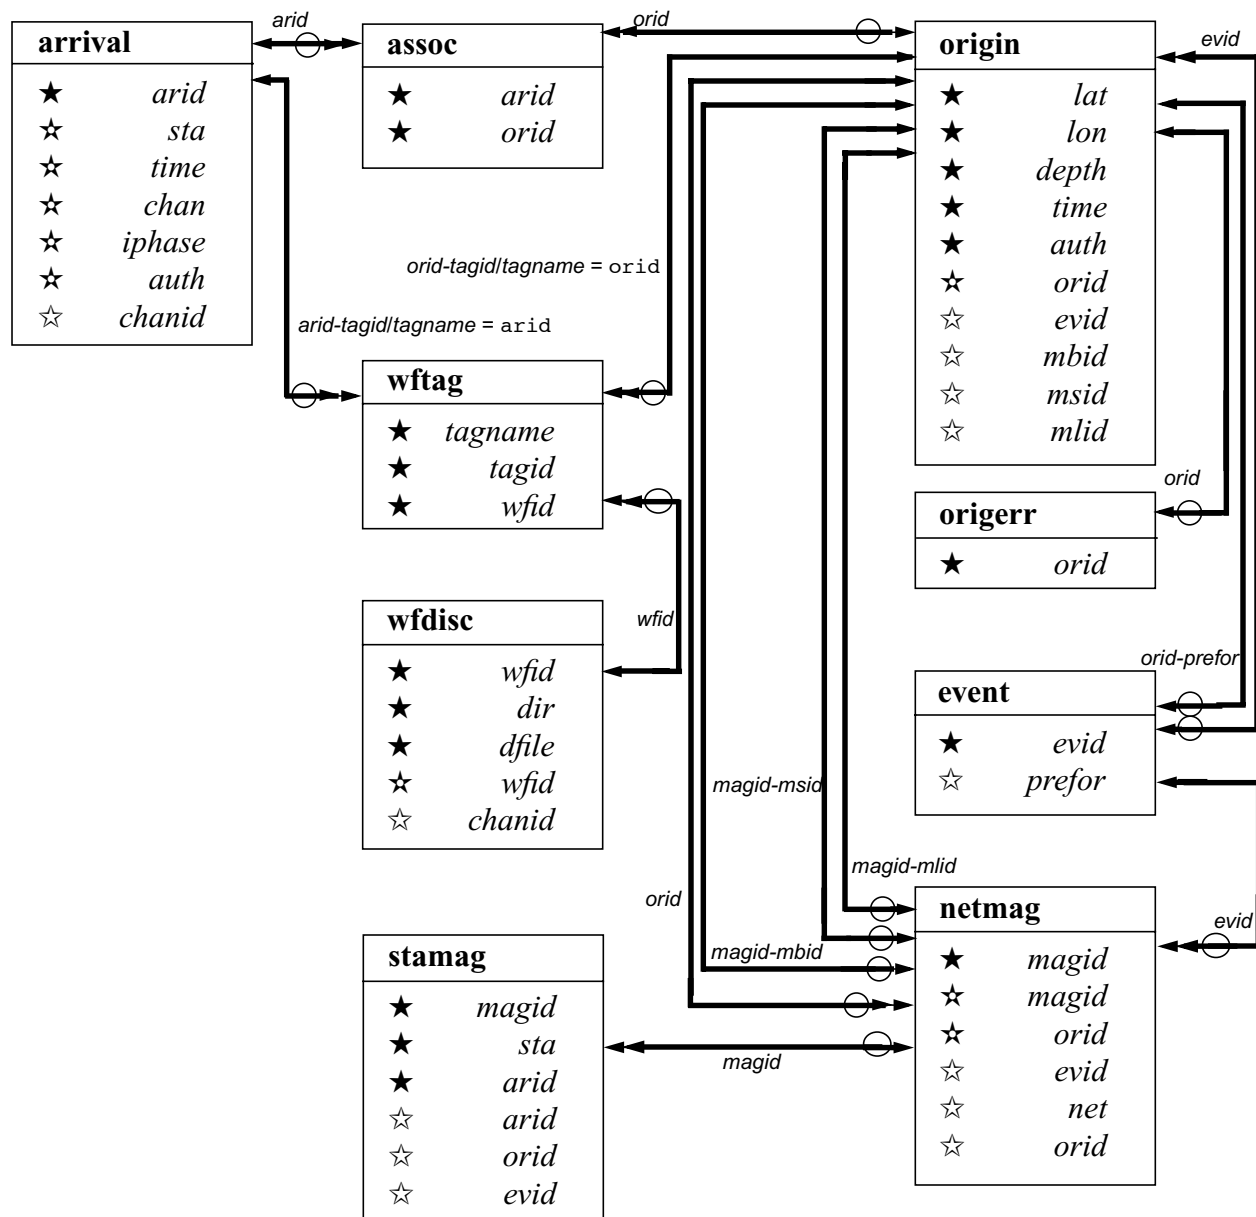 arid
arrival
★ arid
☆ sta
☆ time
☆ chan
☆ iphase
☆ auth
☆ chanid
assoc
★ arid
★ orid
orid
origin
★ lat
★ lon
★ depth
★ time
★ auth
☆ orid
☆ evid
☆ mbid
☆ msid
☆ mlid
evid
orid-tagid/tagname = orid
arid-tagid/tagname = arid
wftag
★ tagname
★ tagid
★ wfid
orid
origerr
★ orid
wfid
wfdisc
★ wfid
★ dir
★ dfile
☆ wfid
☆ chanid
orid-prefor
event
★ evid
☆ prefor
magid-msid
magid-mlid
orid
magid-mbid
evid
netmag
★ magid
☆ magid
☆ orid
☆ evid
☆ net
☆ orid
magid
stamag
★ magid
★ sta
★ arid
☆ arid
☆ orid
☆ evid